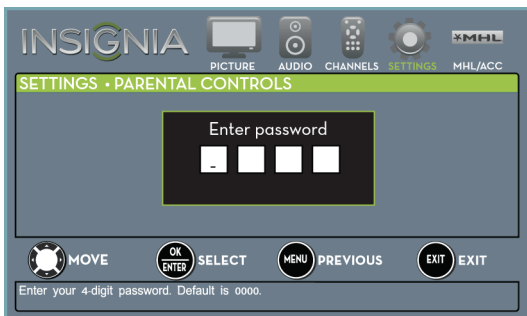 INSIGNIA
PICTURE AUDIO CHANNELS SETTINGS MHL MHL/ACC
SETTINGS • PARENTAL CONTROLS
Enter password
_
MOVE OK ENTER SELECT MENU PREVIOUS EXIT EXIT
Enter your 4-digit password. Default is 0000.